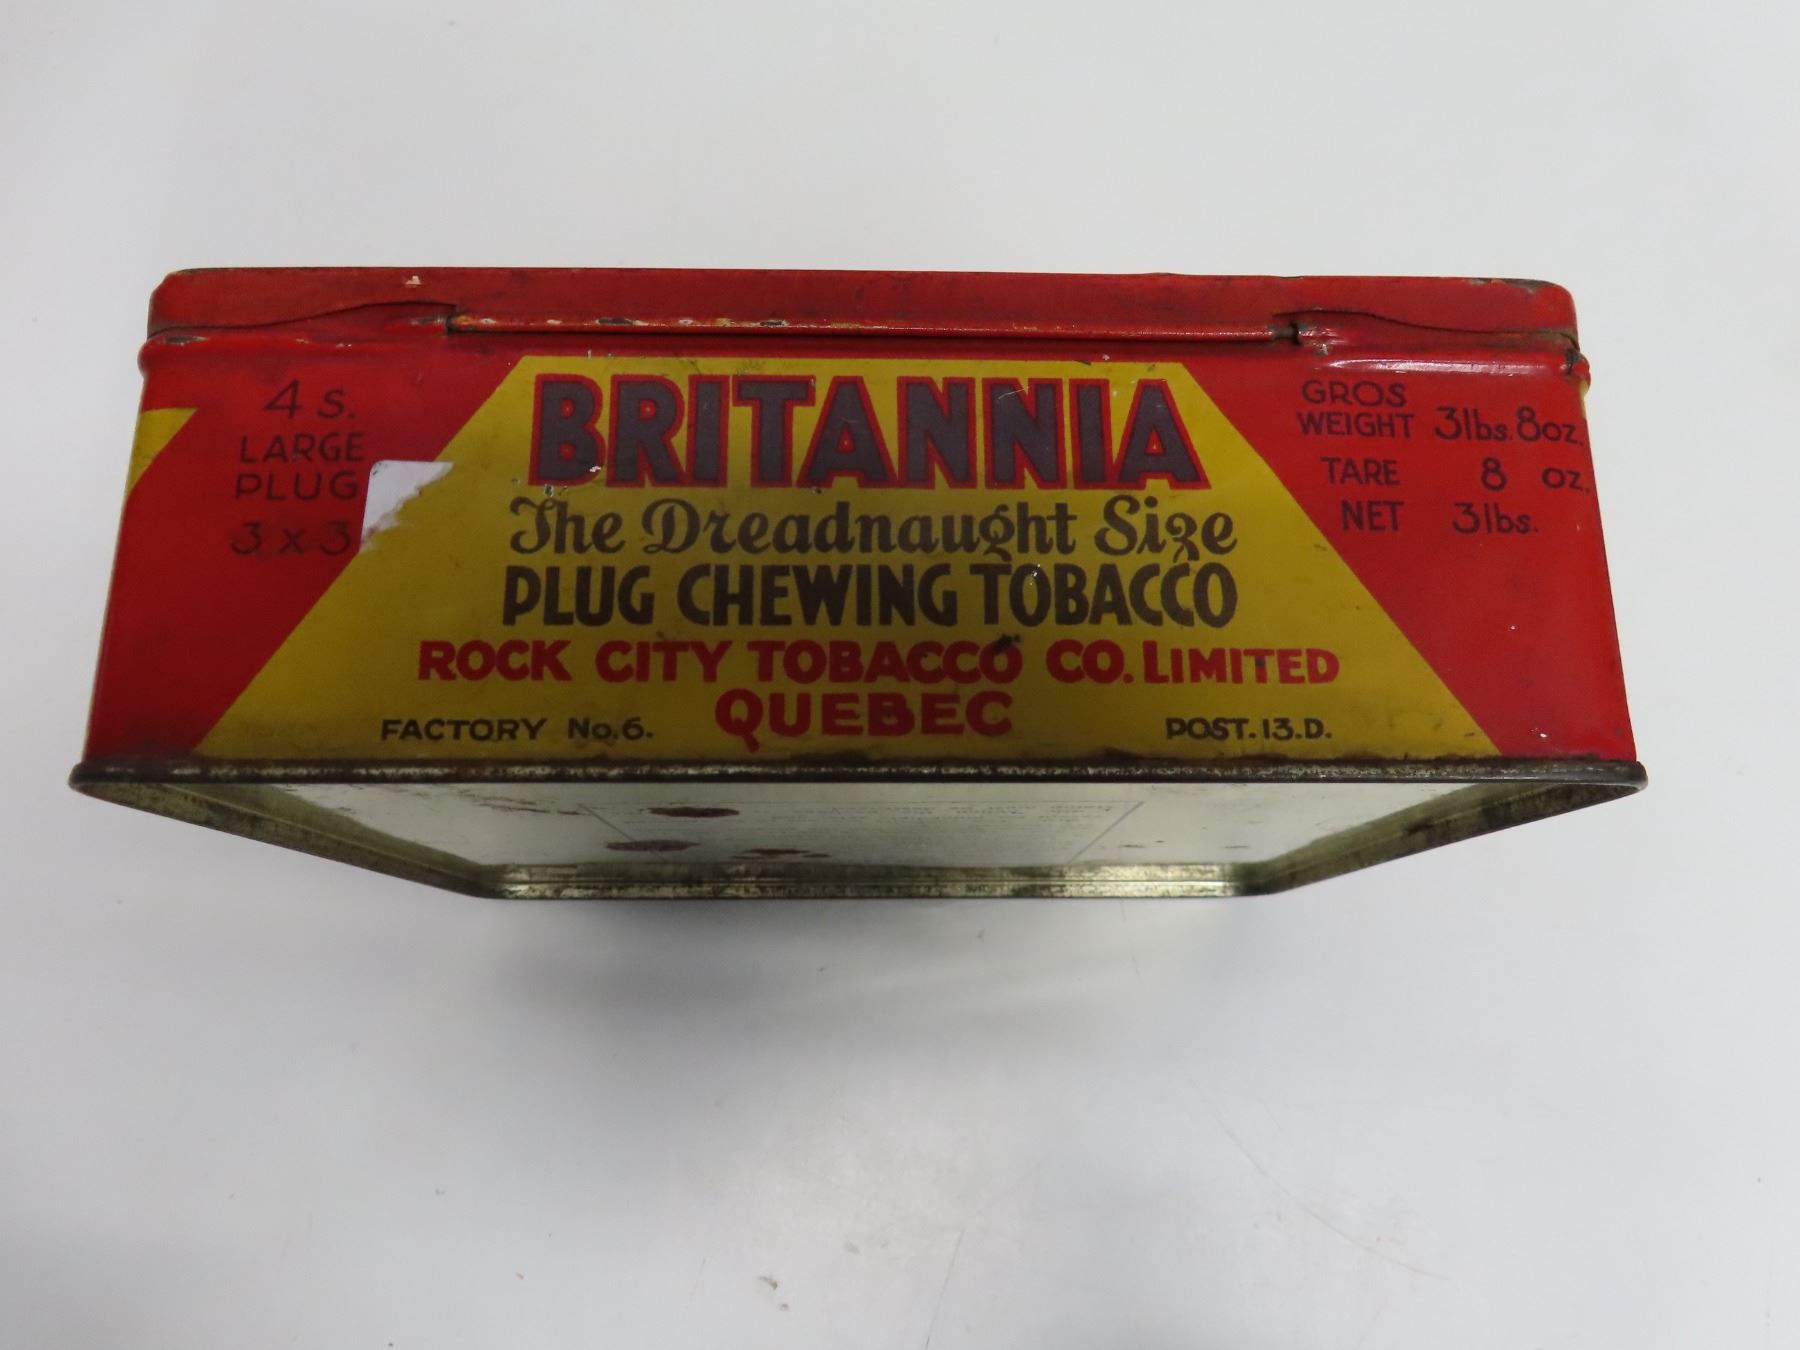 4 s.
LARGE
PLUG
3 x 3
BRITANNIA
The Dreadnaught Size
PLUG CHEWING TOBACCO
ROCK CITY TOBACCO CO. LIMITED
QUEBEC
FACTORY No. 6.
POST. 13. D.
GROS
WEIGHT 3lbs. 8oz.
TARE 8 oz.
NET 3lbs.